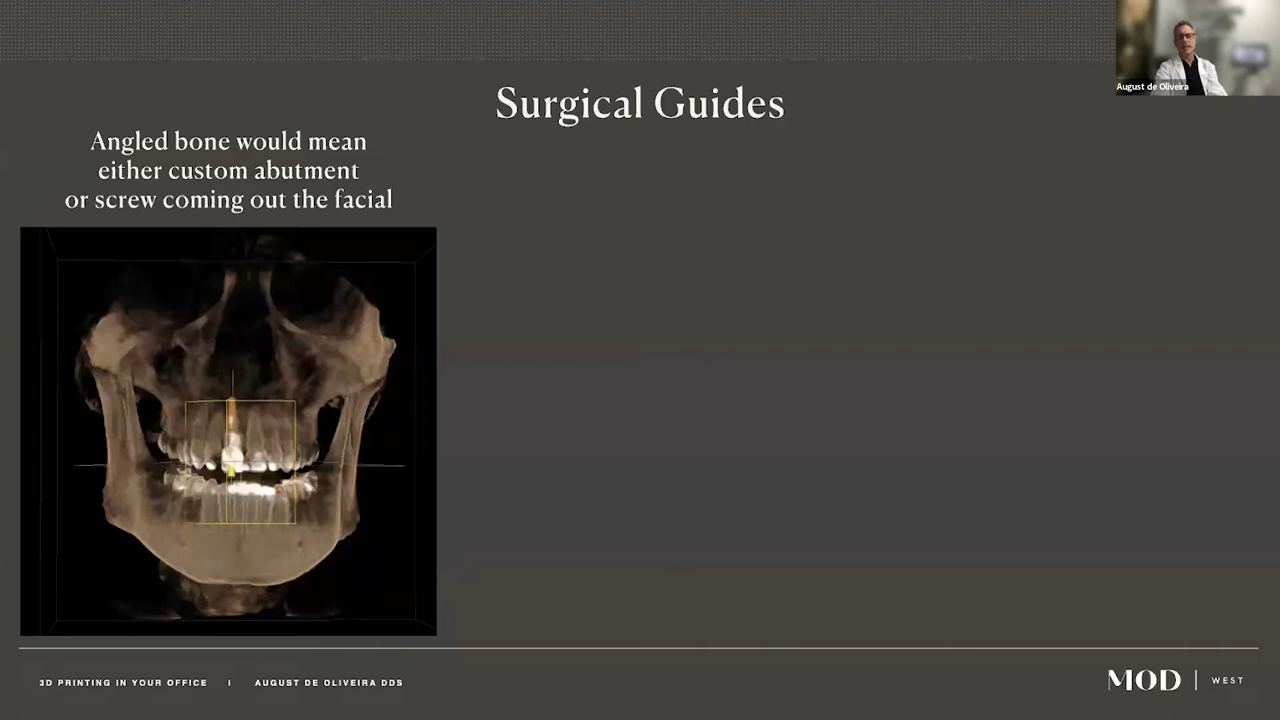 August de Oliveira
Surgical Guides
Angled bone would mean
either custom abutment
or screw coming out the facial
3D PRINTING IN YOUR OFFICE | AUGUST DE OLIVEIRA DDS
MOD | WEST